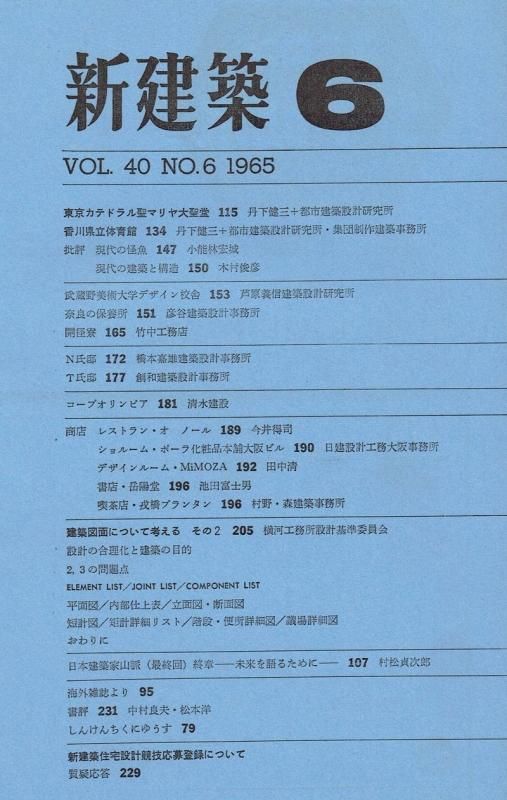 新建築 6
VOL. 40 NO.6 1965
東京カテドラル聖マリヤ大聖堂 115 丹下健三＋都市建築設計研究所
香川県立体育館 134 丹下健三＋都市建築設計研究所・集団制作建築事務所
批評 現代の怪魚 147 小能林宏城
現代の建築と構造 150 木村俊彦
武蔵野美術大学デザイン校舎 153 芦原義信建築設計研究所
奈良の保養所 151 彦谷建築設計事務所
開徑寮 165 竹中工務店
N氏邸 172 橋本嘉雄建築設計事務所
T氏邸 177 創和建築設計事務所
コープオリンピア 181 清水建設
商店 レストラン・オ ノール 189 今井得司
ショルーム・ポーラ化粧品本舗大阪ビル 190 日建設計工務大阪事務所
デザインルーム・MiMOZA 192 田中清
書店・岳陽堂 196 池田富士男
喫茶店・戎橋プランタン 196 村野・森建築事務所
建築図面について考える その2 205 横河工務所設計基準委員会
設計の合理化と建築の目的
2, 3の問題点
ELEMENT LIST／JOINT LIST／COMPONENT LIST
平面図／内部仕上表／立面図・断面図
矩計図／矩計詳細リスト／階段・便所詳細図／議場詳細図
おわりに
日本建築家山脈（最終回）終章――未来を語るために―― 107 村松貞次郎
海外雑誌より 95
書評 231 中村良夫・松本洋
しんけんちくにゆうす 79
新建築住宅設計競技応募登録について
質疑応答 229